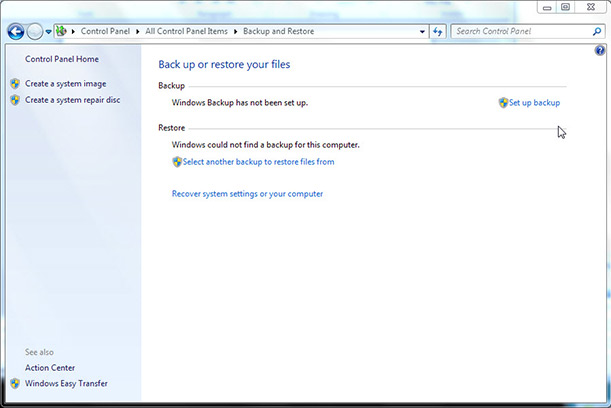 Control Panel ▸ All Control Panel Items ▸ Backup and Restore
Search Control Panel
Control Panel Home
Create a system image
Create a system repair disc
Back up or restore your files
Backup
Windows Backup has not been set up.
Set up backup
Restore
Windows could not find a backup for this computer.
Select another backup to restore files from
Recover system settings or your computer
See also
Action Center
Windows Easy Transfer